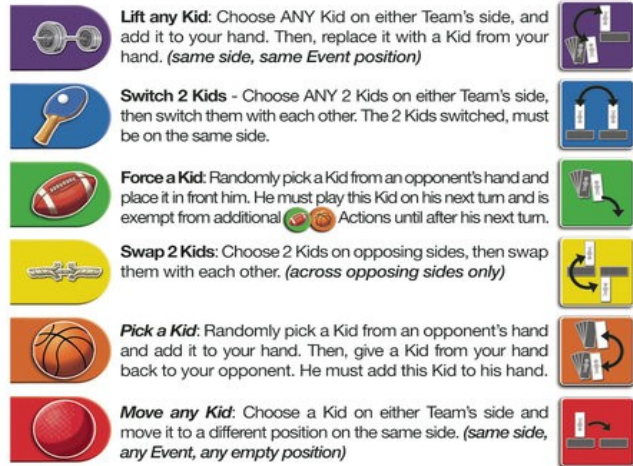 Lift any Kid: Choose ANY Kid on either Team's side, and
add it to your hand. Then, replace it with a Kid from your
hand. (same side, same Event position)
Switch 2 Kids - Choose ANY 2 Kids on either Team's side,
then switch them with each other. The 2 Kids switched, must
be on the same side.
Force a Kid: Randomly pick a Kid from an opponent's hand and
place it in front him. He must play this Kid on his next turn and is
exempt from additional Actions until after his next turn.
Swap 2 Kids: Choose 2 Kids on opposing sides, then swap
them with each other. (across opposing sides only)
Pick a Kid: Randomly pick a Kid from an opponent's hand
and add it to your hand. Then, give a Kid from your hand
back to your opponent. He must add this Kid to his hand.
Move any Kid: Choose a Kid on either Team's side and
move it to a different position on the same side. (same side,
any Event, any empty position)